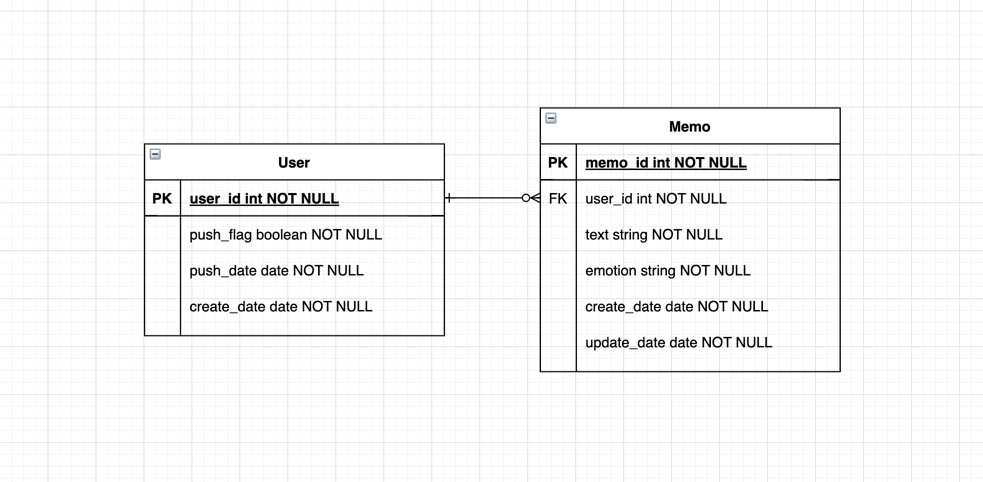 User
PK user_id int NOT NULL
push_flag boolean NOT NULL
push_date date NOT NULL
create_date date NOT NULL
Memo
PK memo_id int NOT NULL
FK user_id int NOT NULL
text string NOT NULL
emotion string NOT NULL
create_date date NOT NULL
update_date date NOT NULL